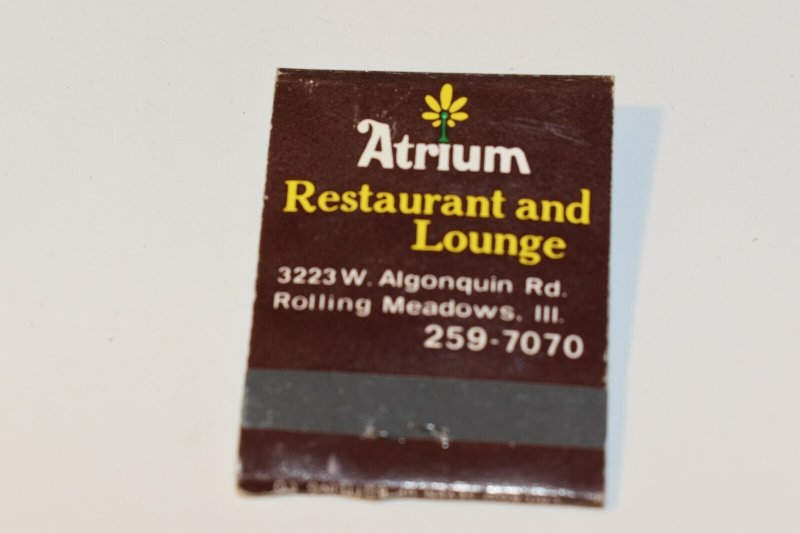 Atrium
Restaurant and
Lounge
3223 W. Algonquin Rd.
Rolling Meadows, Ill.
259-7070